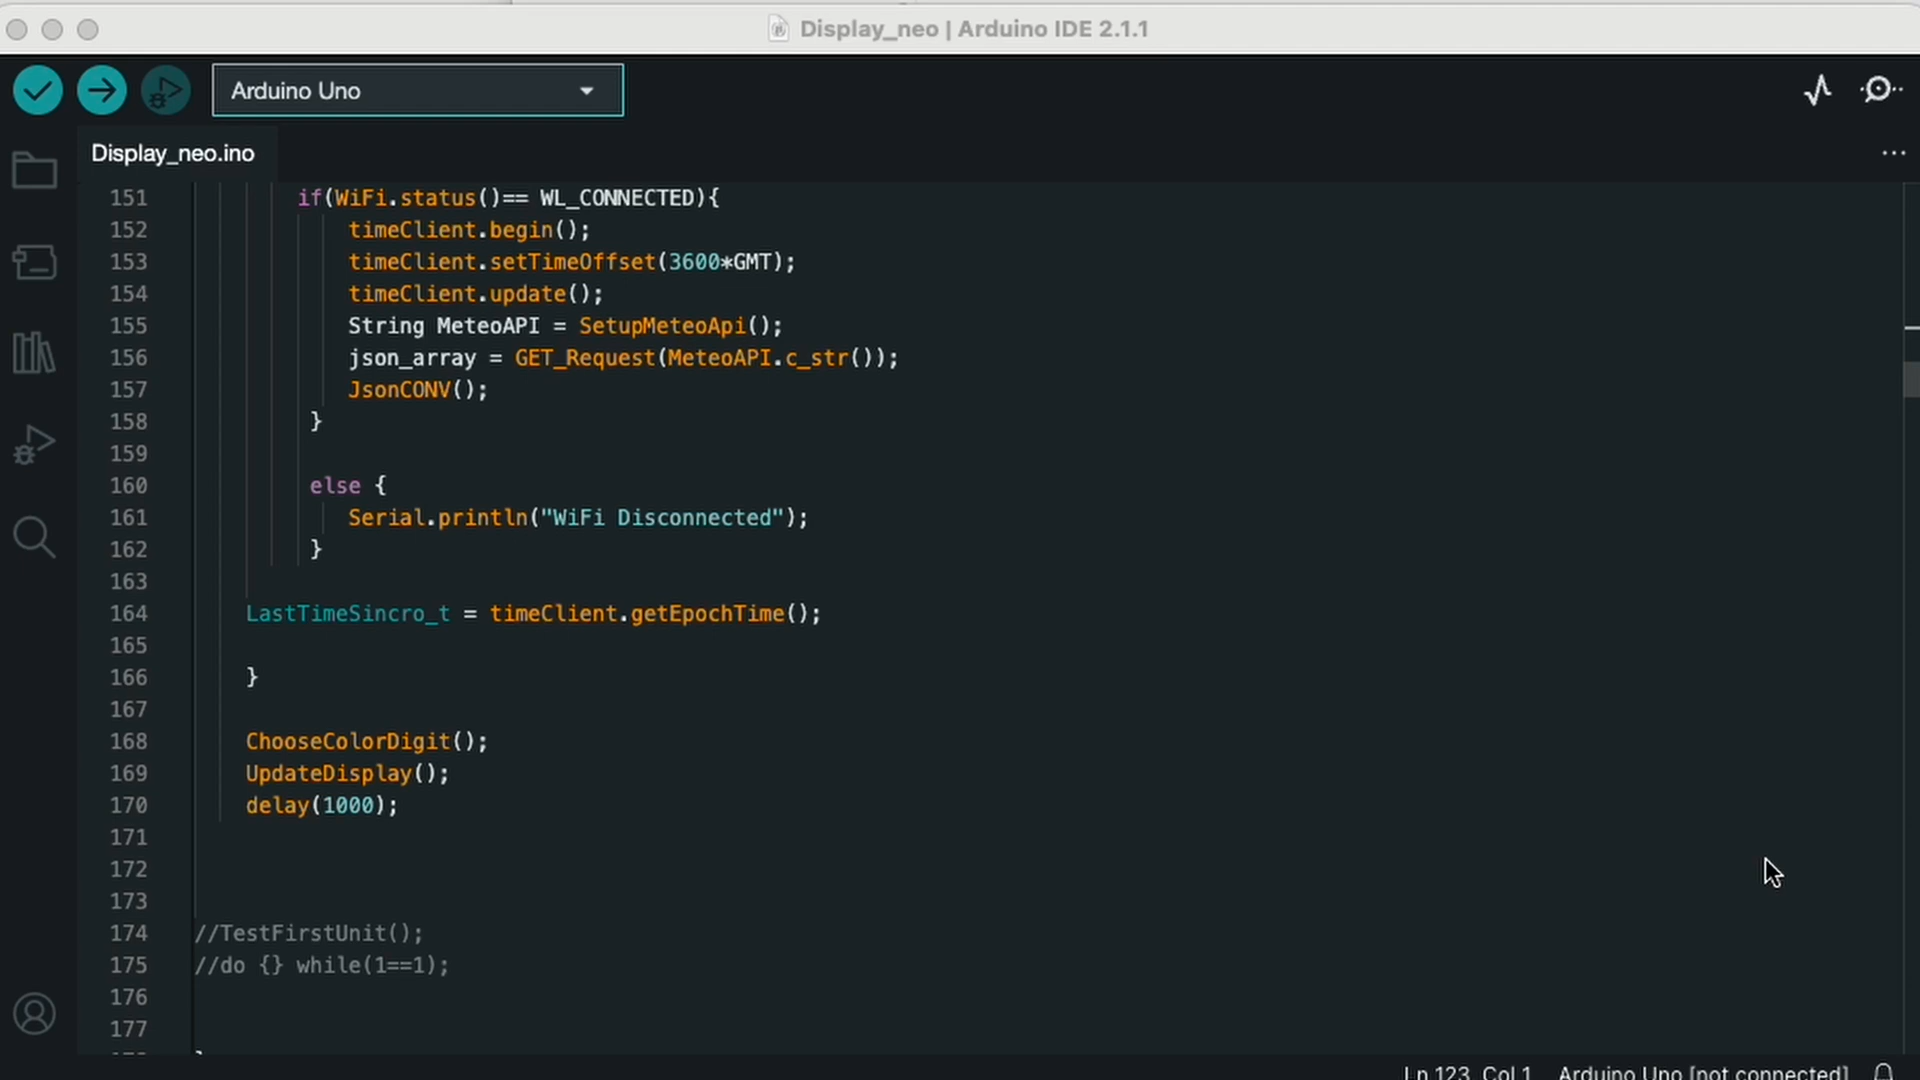 Display_neo | Arduino IDE 2.1.1
Arduino Uno
Display_neo.ino
151 if(WiFi.status()== WL_CONNECTED){
152 timeClient.begin();
153 timeClient.setTimeOffset(3600*GMT);
154 timeClient.update();
155 String MeteoAPI = SetupMeteoApi();
156 json_array = GET_Request(MeteoAPI.c_str());
157 JsonCONV();
158 }
159
160 else {
161 Serial.println("WiFi Disconnected");
162 }
163
164 LastTimeSincro_t = timeClient.getEpochTime();
165
166 }
167
168 ChooseColorDigit();
169 UpdateDisplay();
170 delay(1000);
171
172
173
174 //TestFirstUnit();
175 //do {} while(1==1);
176
177
Ln 123, Col 1 Arduino Uno [not connected]